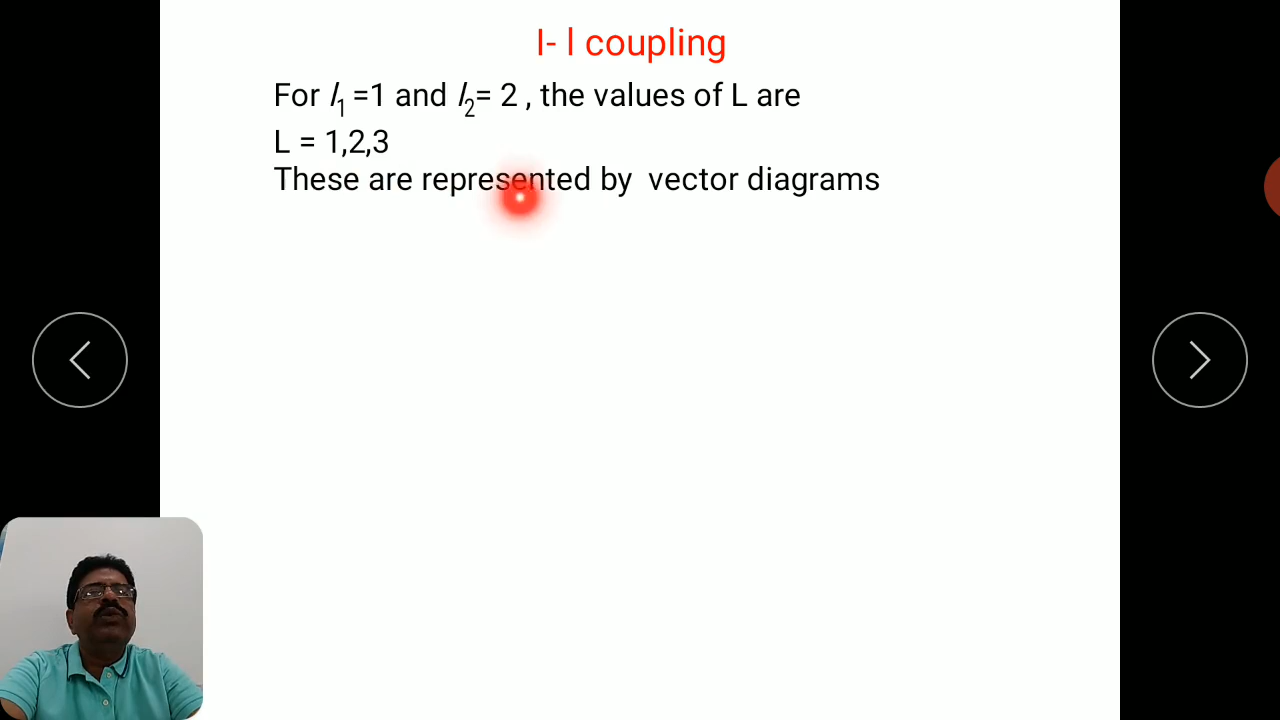 l- l coupling
For l₁ =1 and l₂= 2 , the values of L are
L = 1,2,3
These are represented by vector diagrams